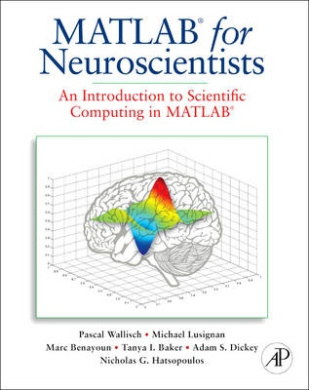 MATLAB® for
Neuroscientists
An Introduction to Scientific
Computing in MATLAB®
Pascal Wallisch • Michael Lusignan
Marc Benayoun • Tanya I. Baker • Adam S. Dickey
Nicholas G. Hatsopoulos
AP